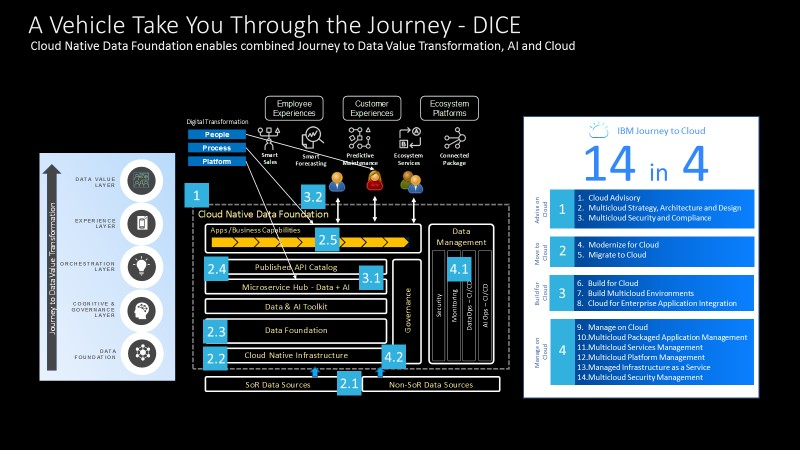 A Vehicle Take You Through the Journey - DICE
Cloud Native Data Foundation enables combined Journey to Data Value Transformation, AI and Cloud
Journey to Data Value Transformation
DATA VALUE
LAYER
EXPERIENCE
LAYER
ORCHESTRATION
LAYER
COGNITIVE &
GOVERNANCE
LAYER
DATA
FOUNDATION
Employee
Experiences
Customer
Experiences
Ecosystem
Platforms
Digital Transformation
People
Process
Platform
Smart
Sales
Smart
Forecasting
Predictive
Maintenance
Ecosystem
Services
Connected
Package
1
3.2
Cloud Native Data Foundation
Apps / Business Capabilities
2.5
2.4
Published API Catalog
3.1
Microservice Hub - Data + AI
Data & AI Toolkit
2.3
Data Foundation
2.2
Cloud Native Infrastructure
4.2
Governance
Data
Management
4.1
Security
Monitoring
DataOps – CI/CD
AI Ops – CI/CD
SoR Data Sources
2.1
Non-SoR Data Sources
IBM Journey to Cloud
14 in 4
Advise on
Cloud
1
1. Cloud Advisory
2. Multicloud Strategy, Architecture and Design
3. Multicloud Security and Compliance
Move to
Cloud
2
4. Modernize for Cloud
5. Migrate to Cloud
Build for
Cloud
3
6. Build for Cloud
7. Build Multicloud Environments
8. Cloud for Enterprise Application Integration
Manage on
Cloud
4
9. Manage on Cloud
10.Multicloud Packaged Application Management
11.Multicloud Services Management
12.Multicloud Platform Management
13.Managed Infrastructure as a Service
14.Multicloud Security Management